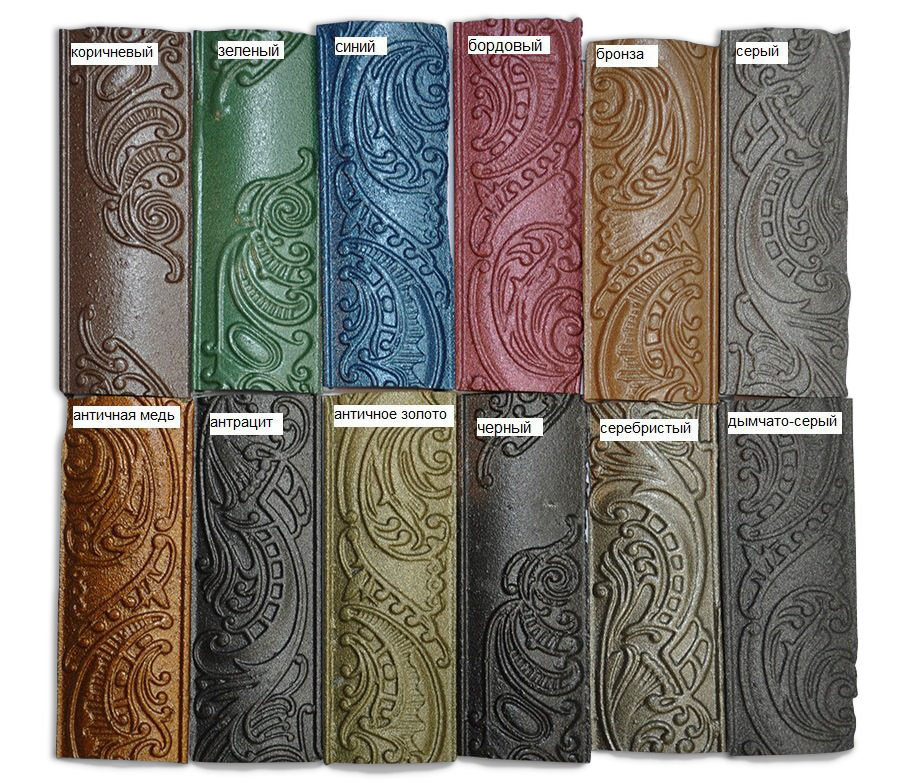 коричневый
зеленый
синий
бордовый
бронза
серый
античная медь
антрацит
античное золото
черный
серебристый
дымчато-серый